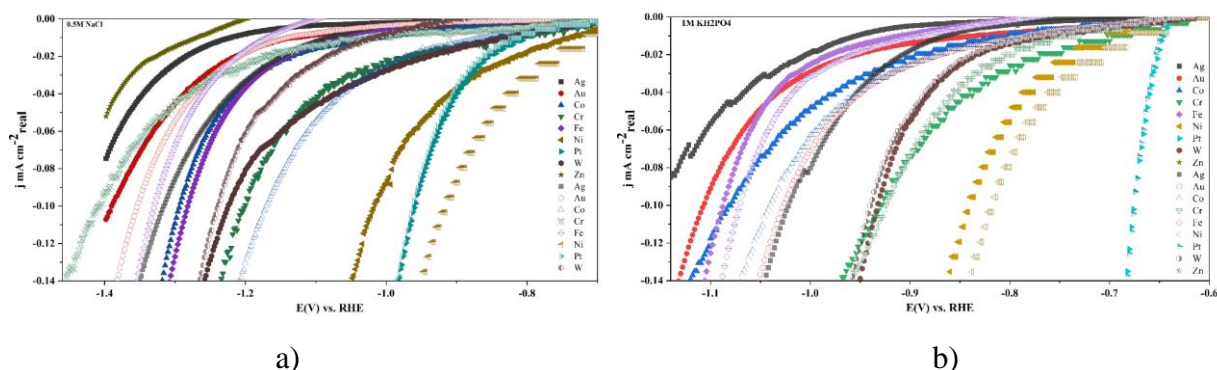 0.5M NaCl
0.00
-0.02
-0.04
-0.06
-0.08
-0.10
-0.12
-0.14
j mA cm-2real
-1.4
-1.2
-1.0
-0.8
E(V) vs. RHE
Ag
Au
Co
Cr
Fe
Ni
Pt
W
Zn
Ag
Au
Co
Cr
Fe
Ni
Pt
W
a)
1M KH2PO4
0.00
-0.02
-0.04
-0.06
-0.08
-0.10
-0.12
-0.14
j mA cm-2real
-1.1
-1.0
-0.9
-0.8
-0.7
-0.6
E(V) vs. RHE
Ag
Au
Co
Cr
Fe
Ni
Pt
W
Zn
Ag
Au
Co
Cr
Fe
Ni
Pt
W
Zn
b)